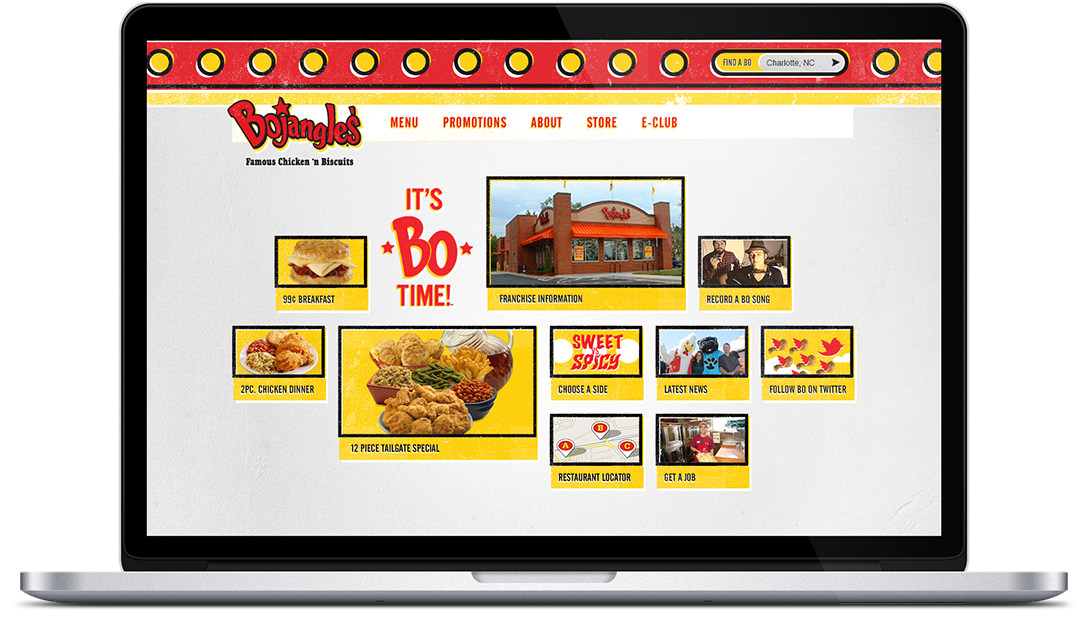 FIND A BO Charlotte, NC
Bojangles'
Famous Chicken 'n Biscuits
MENU PROMOTIONS ABOUT STORE E-CLUB
IT'S
BO
TIME!
Bojangles'
99¢ BREAKFAST
FRANCHISE INFORMATION
RECORD A BO SONG
SWEET
VS
SPICY
2PC. CHICKEN DINNER
CHOOSE A SIDE
LATEST NEWS
FOLLOW BO ON TWITTER
12 PIECE TAILGATE SPECIAL
A
B
C
RESTAURANT LOCATOR
GET A JOB